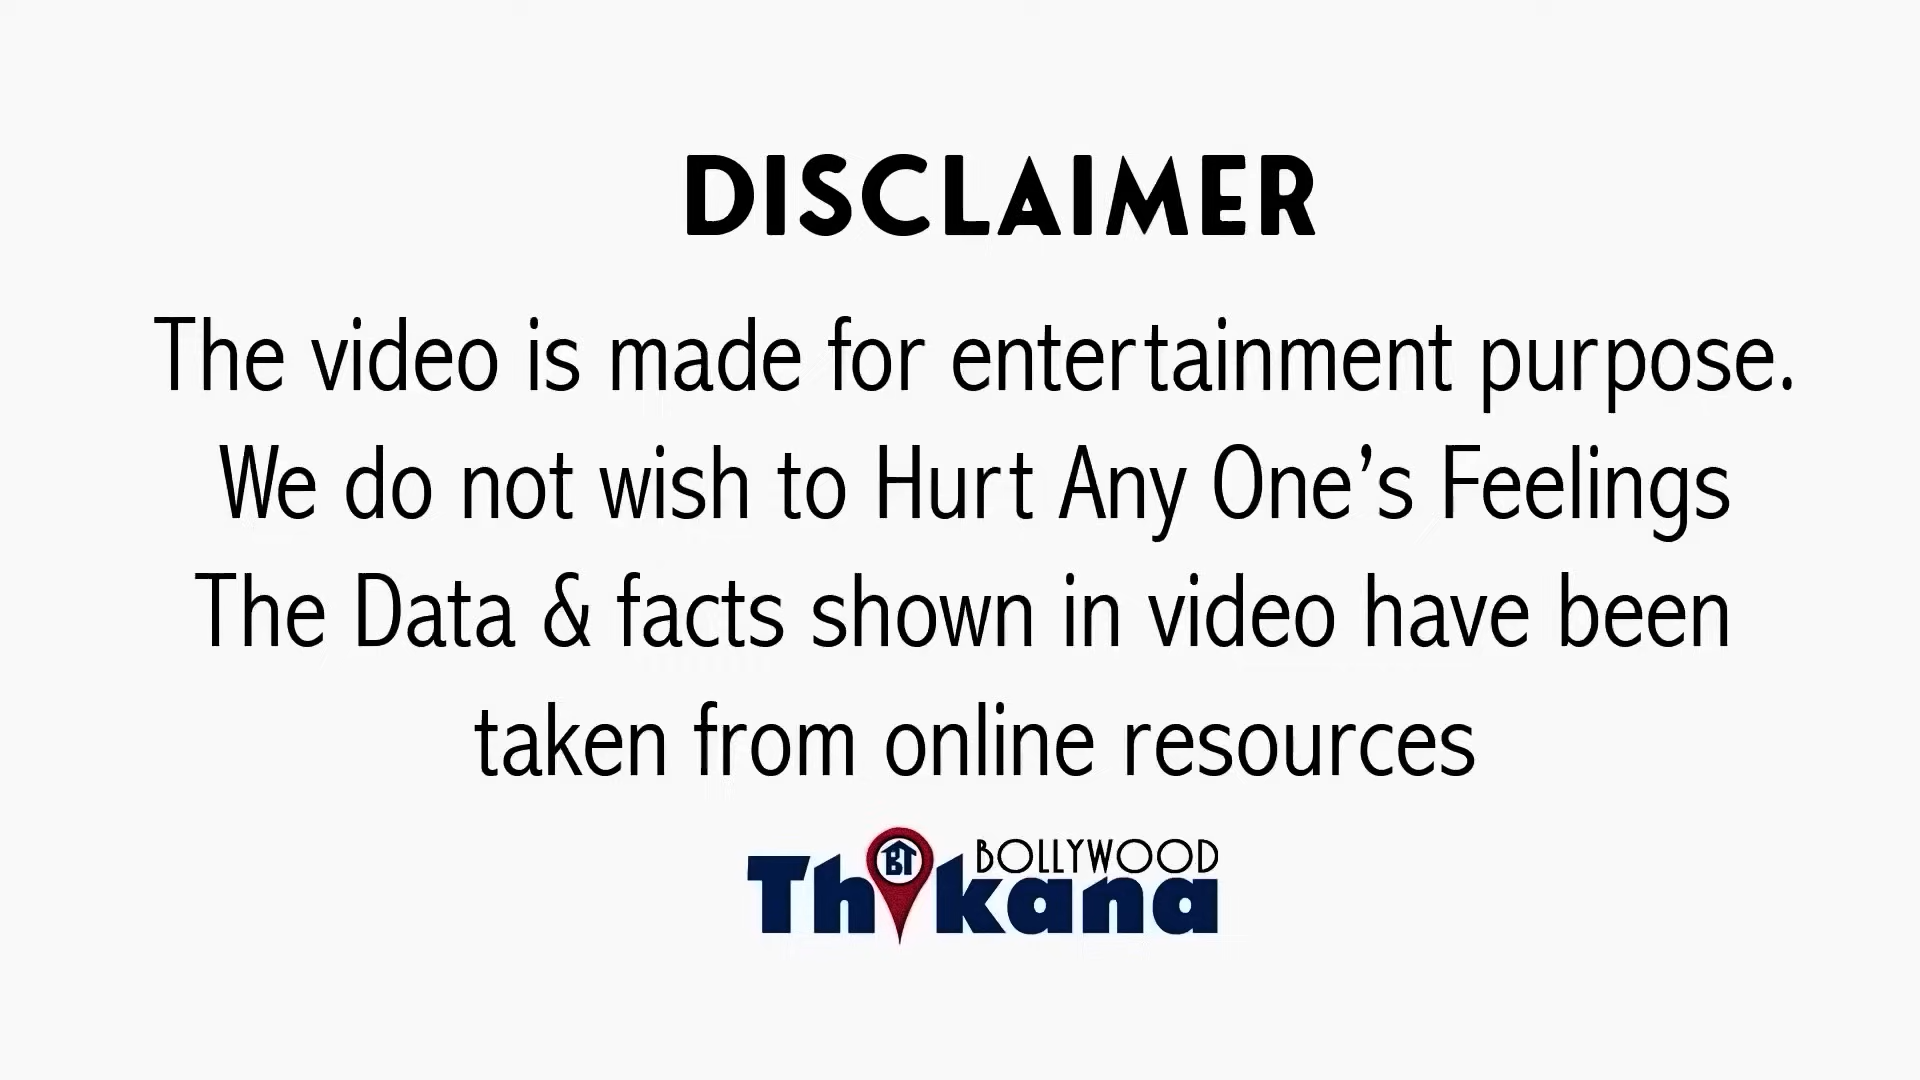 DISCLAIMER
The video is made for entertainment purpose.
We do not wish to Hurt Any One’s Feelings
The Data & facts shown in video have been
taken from online resources
BOLLYWOOD
BT
Thikana